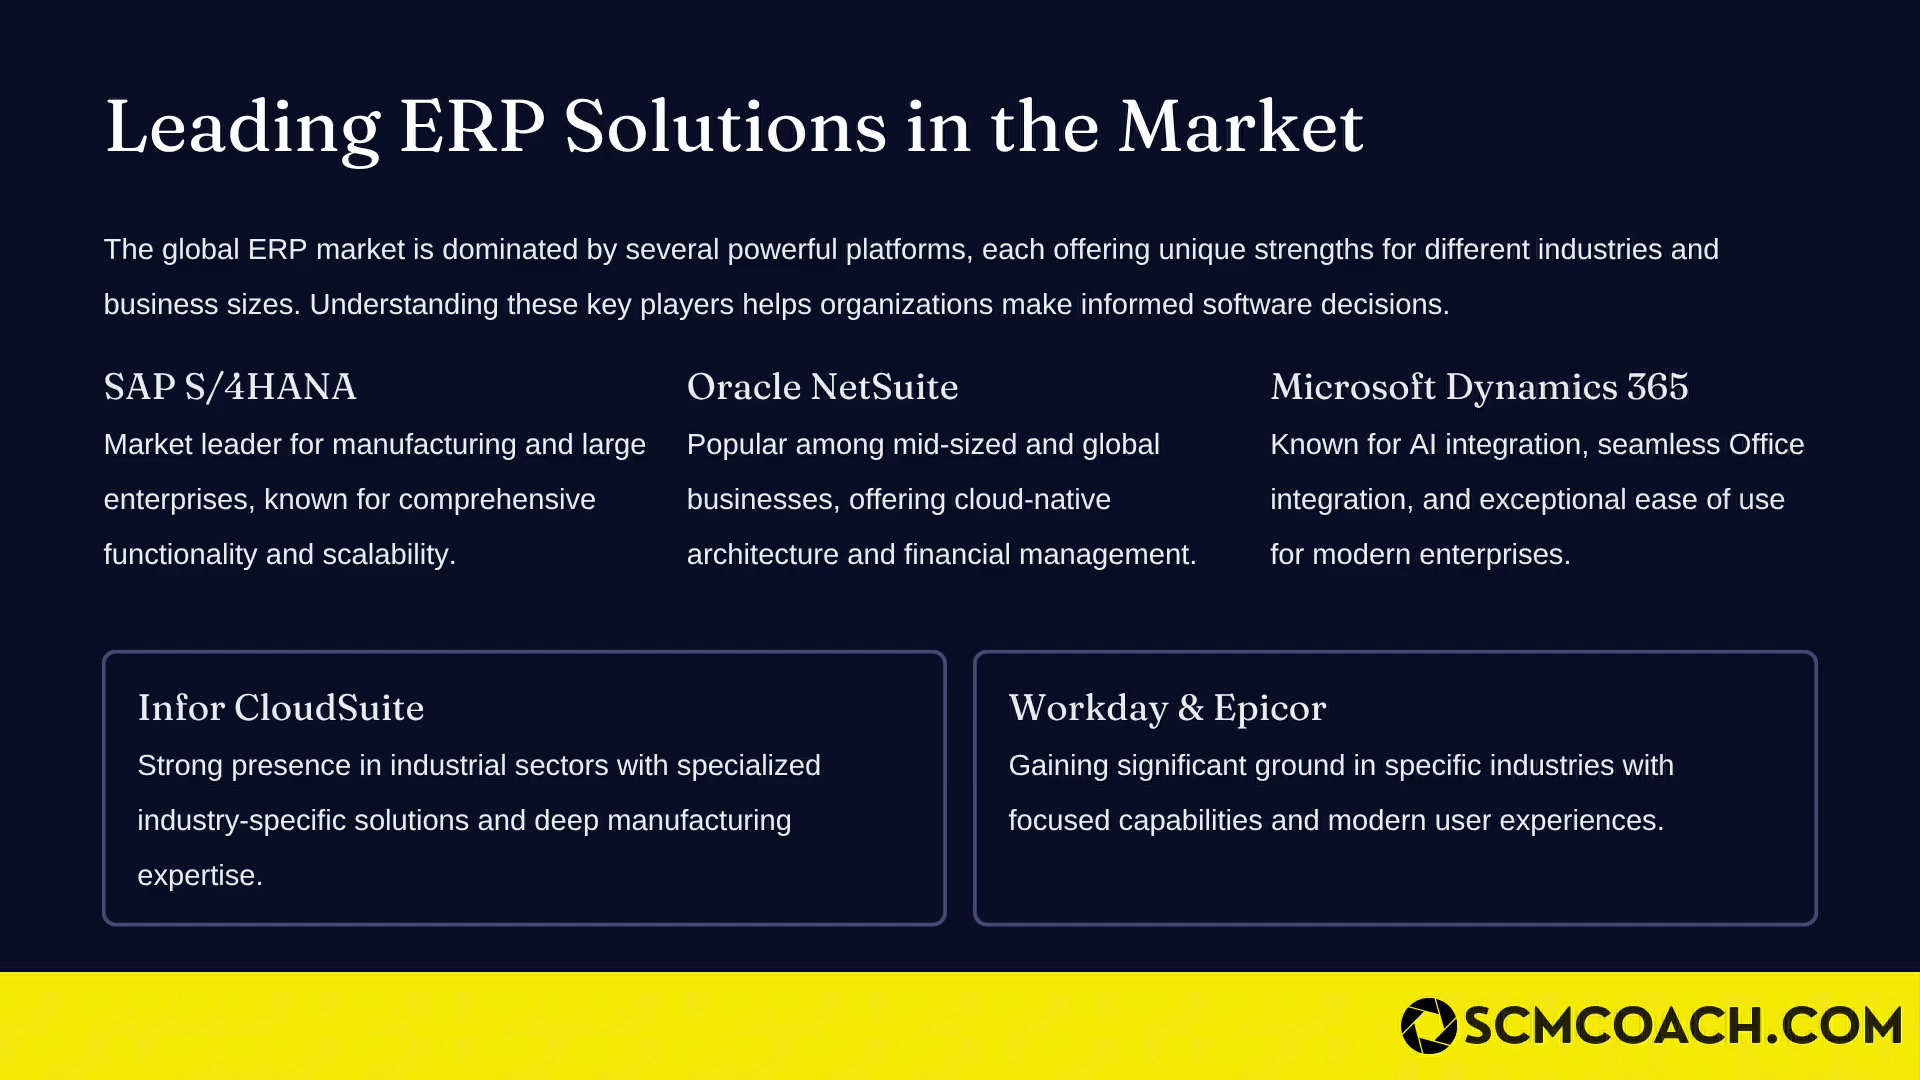 Leading ERP Solutions in the Market
The global ERP market is dominated by several powerful platforms, each offering unique strengths for different industries and
business sizes. Understanding these key players helps organizations make informed software decisions.
SAP S/4HANA
Market leader for manufacturing and large
enterprises, known for comprehensive
functionality and scalability.
Oracle NetSuite
Popular among mid-sized and global
businesses, offering cloud-native
architecture and financial management.
Microsoft Dynamics 365
Known for AI integration, seamless Office
integration, and exceptional ease of use
for modern enterprises.
Infor CloudSuite
Strong presence in industrial sectors with specialized
industry-specific solutions and deep manufacturing
expertise.
Workday & Epicor
Gaining significant ground in specific industries with
focused capabilities and modern user experiences.
SCMCOACH.COM